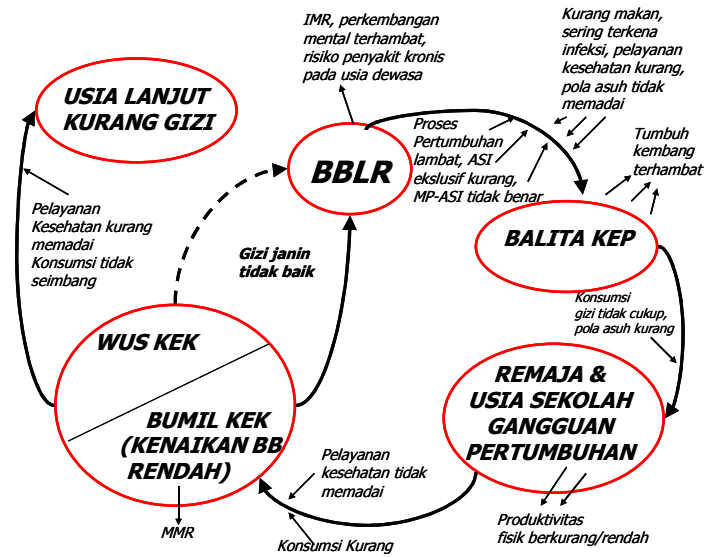 IMR, perkembangan
mental terhambat,
risiko penyakit kronis
pada usia dewasa
Kurang makan,
sering terkena
infeksi, pelayanan
kesehatan kurang,
pola asuh tidak
memadai
USIA LANJUT
KURANG GIZI
BBLR
Proses
Pertumbuhan
lambat, ASI
ekslusif kurang,
MP-ASI tidak benar
Tumbuh
kembang
terhambat
Pelayanan
Kesehatan kurang
memadai
Konsumsi tidak
seimbang
Gizi janin
tidak baik
BALITA KEP
Konsumsi
gizi tidak cukup,
pola asuh kurang
WUS KEK
BUMIL KEK
(KENAIKAN BB
RENDAH)
REMAJA &
USIA SEKOLAH
GANGGUAN
PERTUMBUHAN
Pelayanan
kesehatan tidak
memadai
MMR
Konsumsi Kurang
Produktivitas
fisik berkurang/rendah